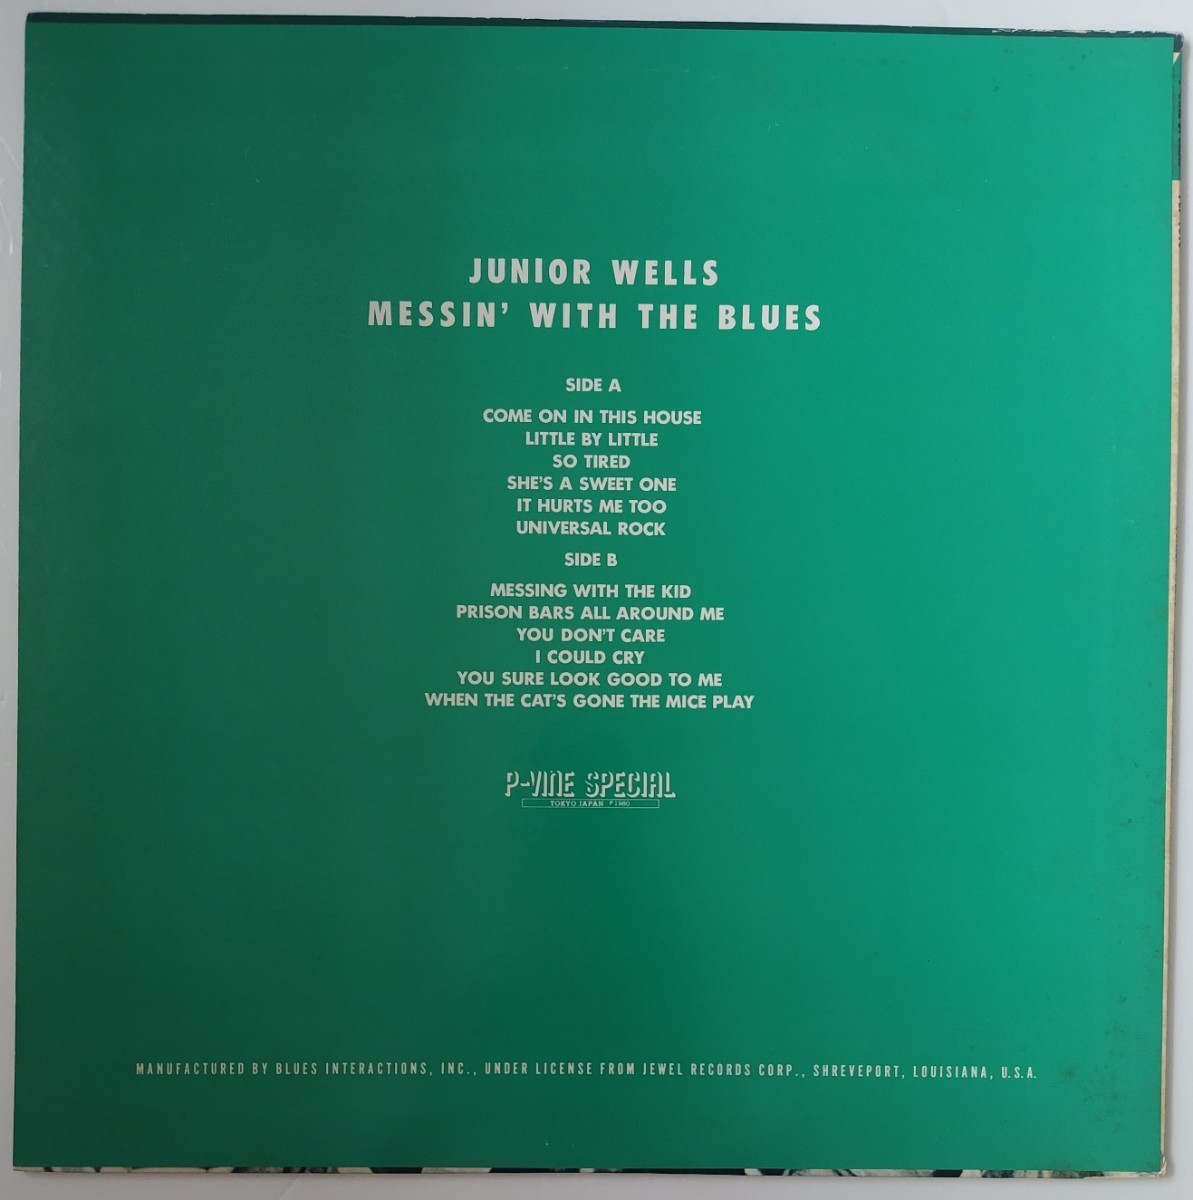 JUNIOR WELLS
MESSIN' WITH THE BLUES
SIDE A
COME ON IN THIS HOUSE
LITTLE BY LITTLE
SO TIRED
SHE'S A SWEET ONE
IT HURTS ME TOO
UNIVERSAL ROCK
SIDE B
MESSING WITH THE KID
PRISON BARS ALL AROUND ME
YOU DON'T CARE
I COULD CRY
YOU SURE LOOK GOOD TO ME
WHEN THE CAT'S GONE THE MICE PLAY
P-VINE SPECIAL
TOKYO JAPAN ℗1980
MANUFACTURED BY BLUES INTERACTIONS, INC., UNDER LICENSE FROM JEWEL RECORDS CORP., SHREVEPORT, LOUISIANA, U.S.A.